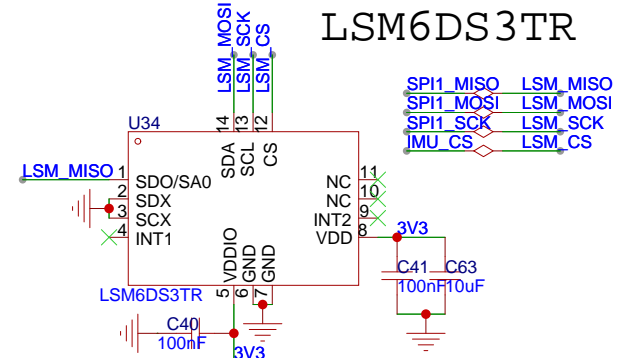 LSM6DS3TR
LSM_MOSI
LSM_SCK
LSM_CS
SPI1_MISO LSM_MISO
SPI1_MOSI LSM_MOSI
SPI1_SCK LSM_SCK
IMU_CS LSM_CS
U34
14 13 12
SDA SCL CS
LSM_MISO 1 SDO/SA0
2 SDX
3 SCX
4 INT1
NC 11
NC 10
INT2 9
VDD 8 3V3
VDDIO GND GND
5 6 7
LSM6DS3TR
C41 C63
100nF 10uF
C40
100nF
3V3